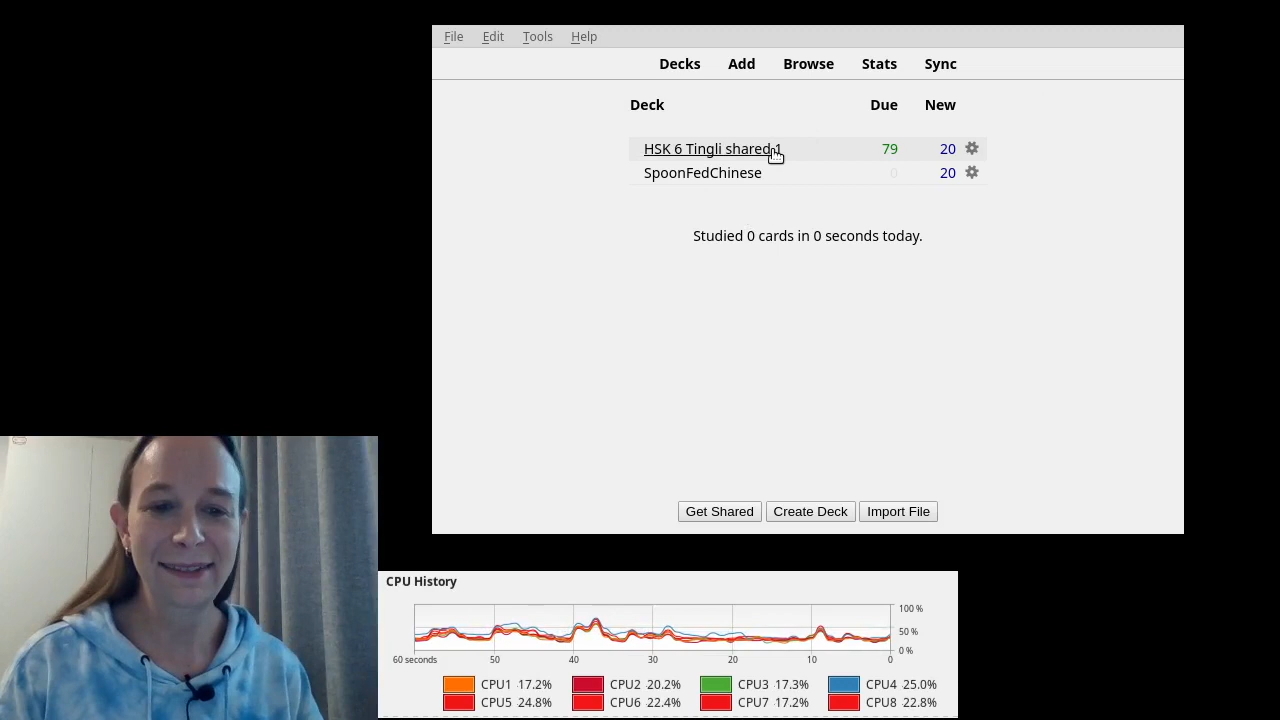 File Edit Tools Help
Decks Add Browse Stats Sync
Deck Due New
HSK 6 Tingli shared 1 79 20
SpoonFedChinese 0 20
Studied 0 cards in 0 seconds today.
Get Shared Create Deck Import File
CPU History
100 %
50 %
0 %
60 seconds 50 40 30 20 10 0
CPU1 17.2% CPU2 20.2% CPU3 17.3% CPU4 25.0%
CPU5 24.8% CPU6 22.4% CPU7 17.2% CPU8 22.8%